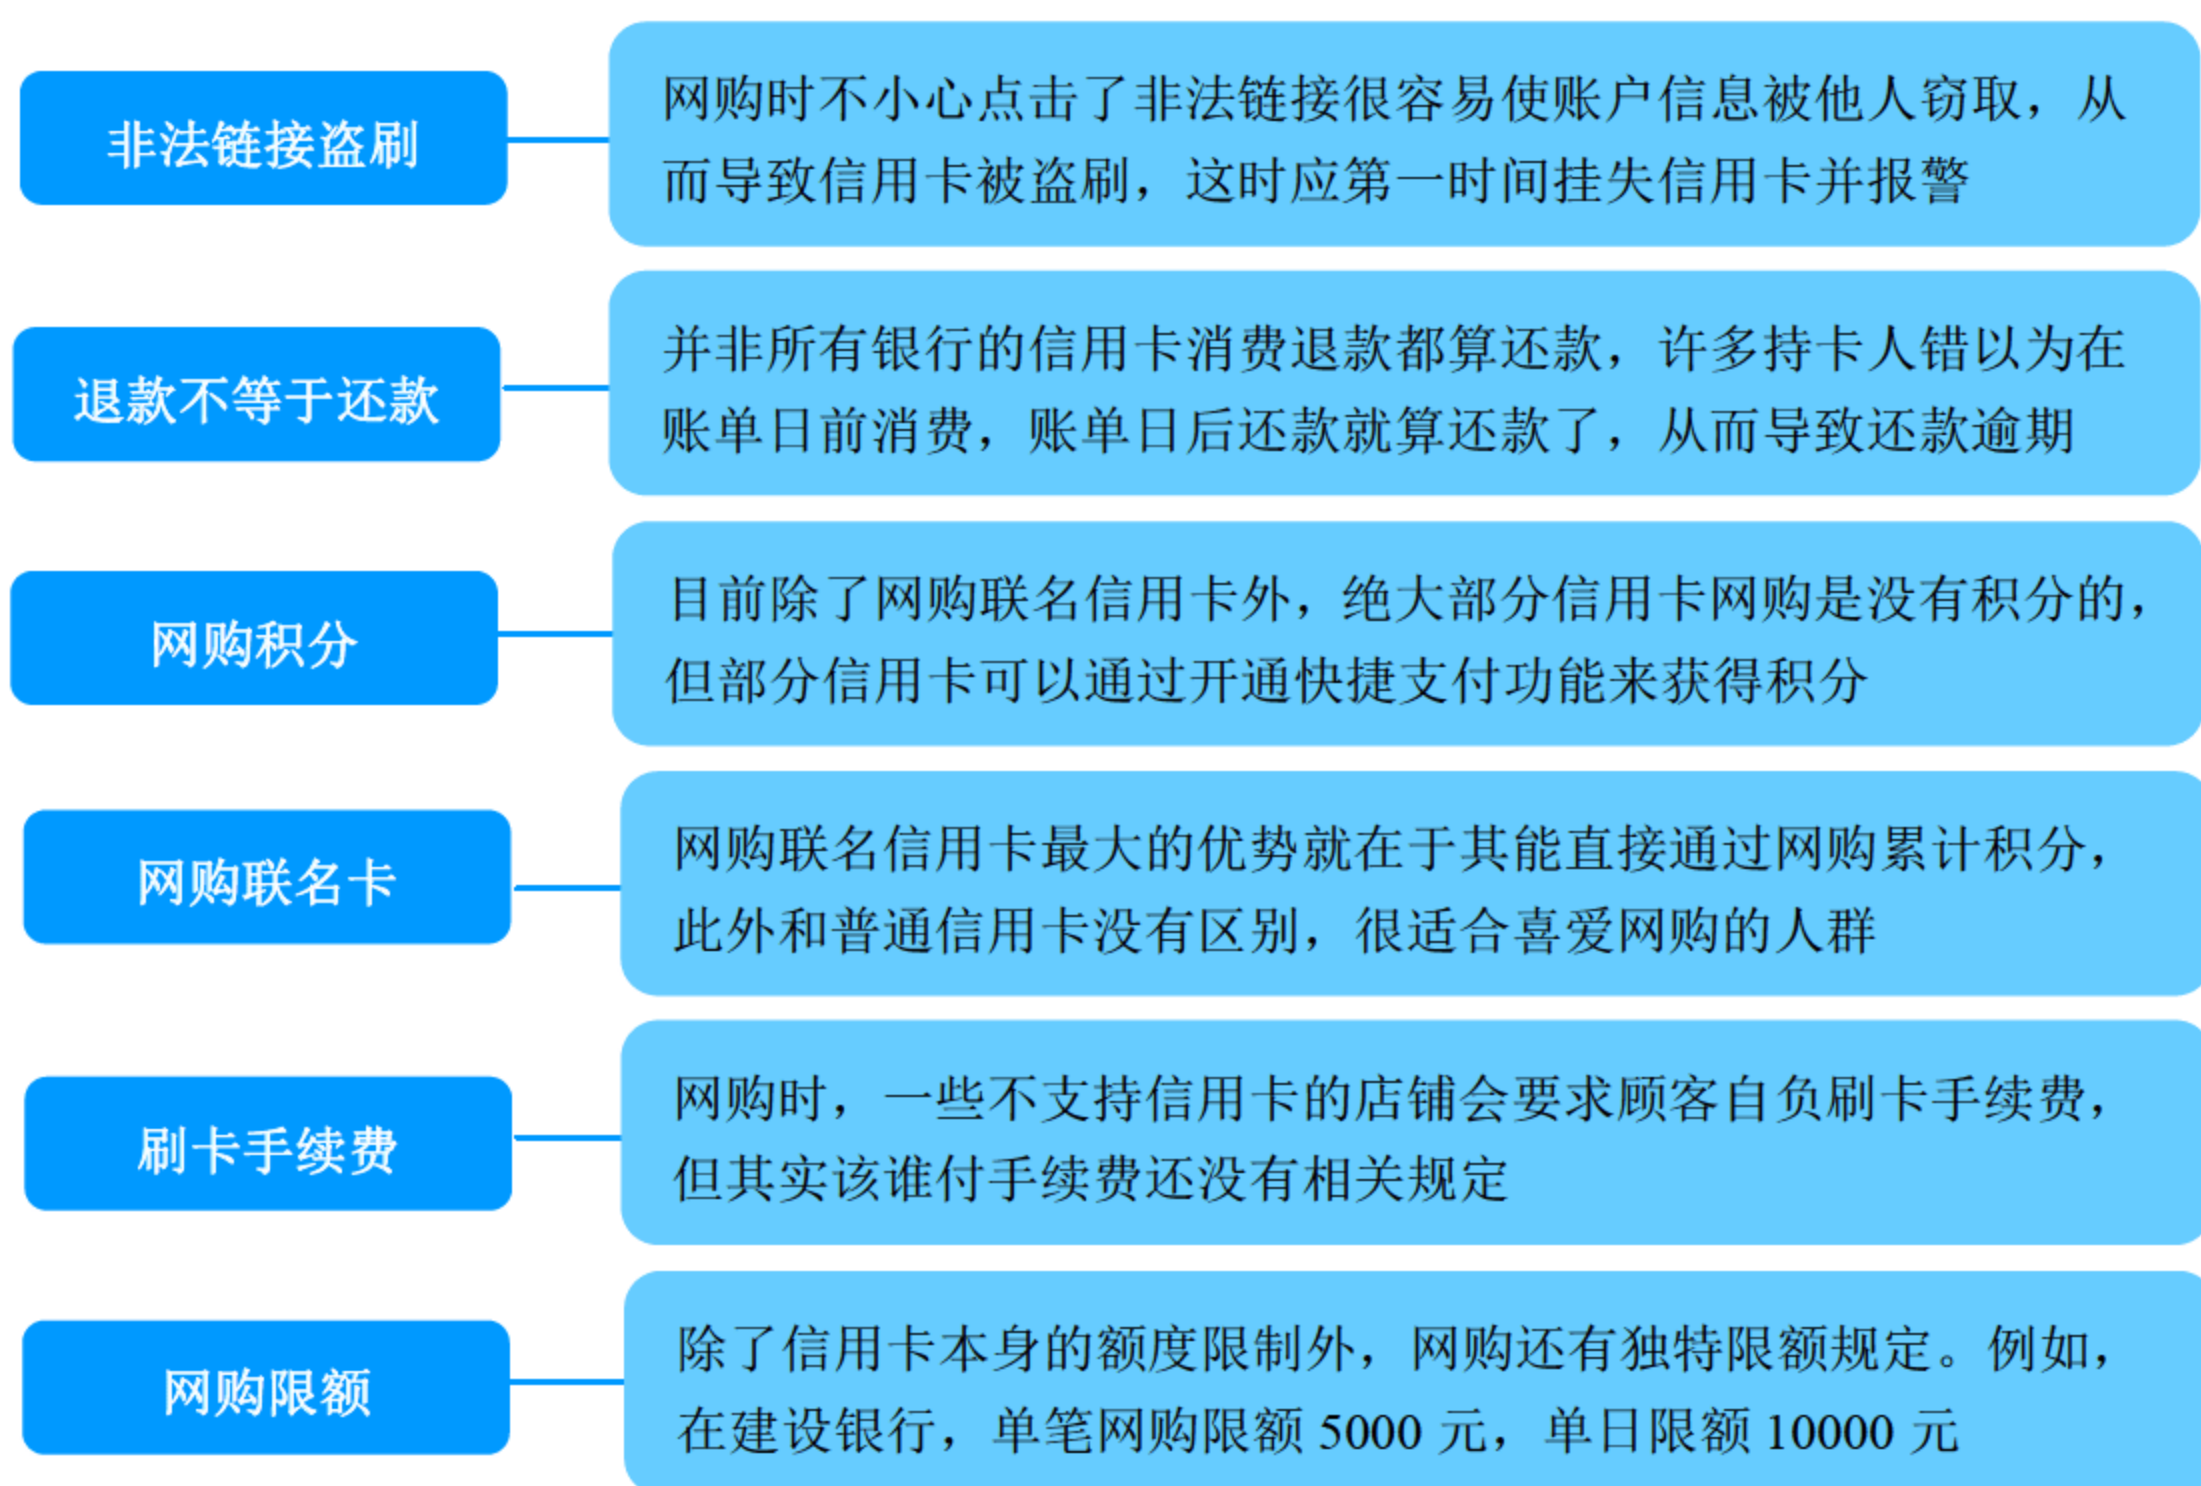 非法链接盗刷
网购时不小心点击了非法链接很容易使账户信息被他人窃取，从
而导致信用卡被盗刷，这时应第一时间挂失信用卡并报警
退款不等于还款
并非所有银行的信用卡消费退款都算还款，许多持卡人错以为在
账单日前消费，账单日后还款就算还款了，从而导致还款逾期
网购积分
目前除了网购联名信用卡外，绝大部分信用卡网购是没有积分的，
但部分信用卡可以通过开通快捷支付功能来获得积分
网购联名卡
网购联名信用卡最大的优势就在于其能直接通过网购累计积分，
此外和普通信用卡没有区别，很适合喜爱网购的人群
刷卡手续费
网购时，一些不支持信用卡的店铺会要求顾客自负刷卡手续费，
但其实该谁付手续费还没有相关规定
网购限额
除了信用卡本身的额度限制外，网购还有独特限额规定。例如，
在建设银行，单笔网购限额 5000 元，单日限额 10000 元